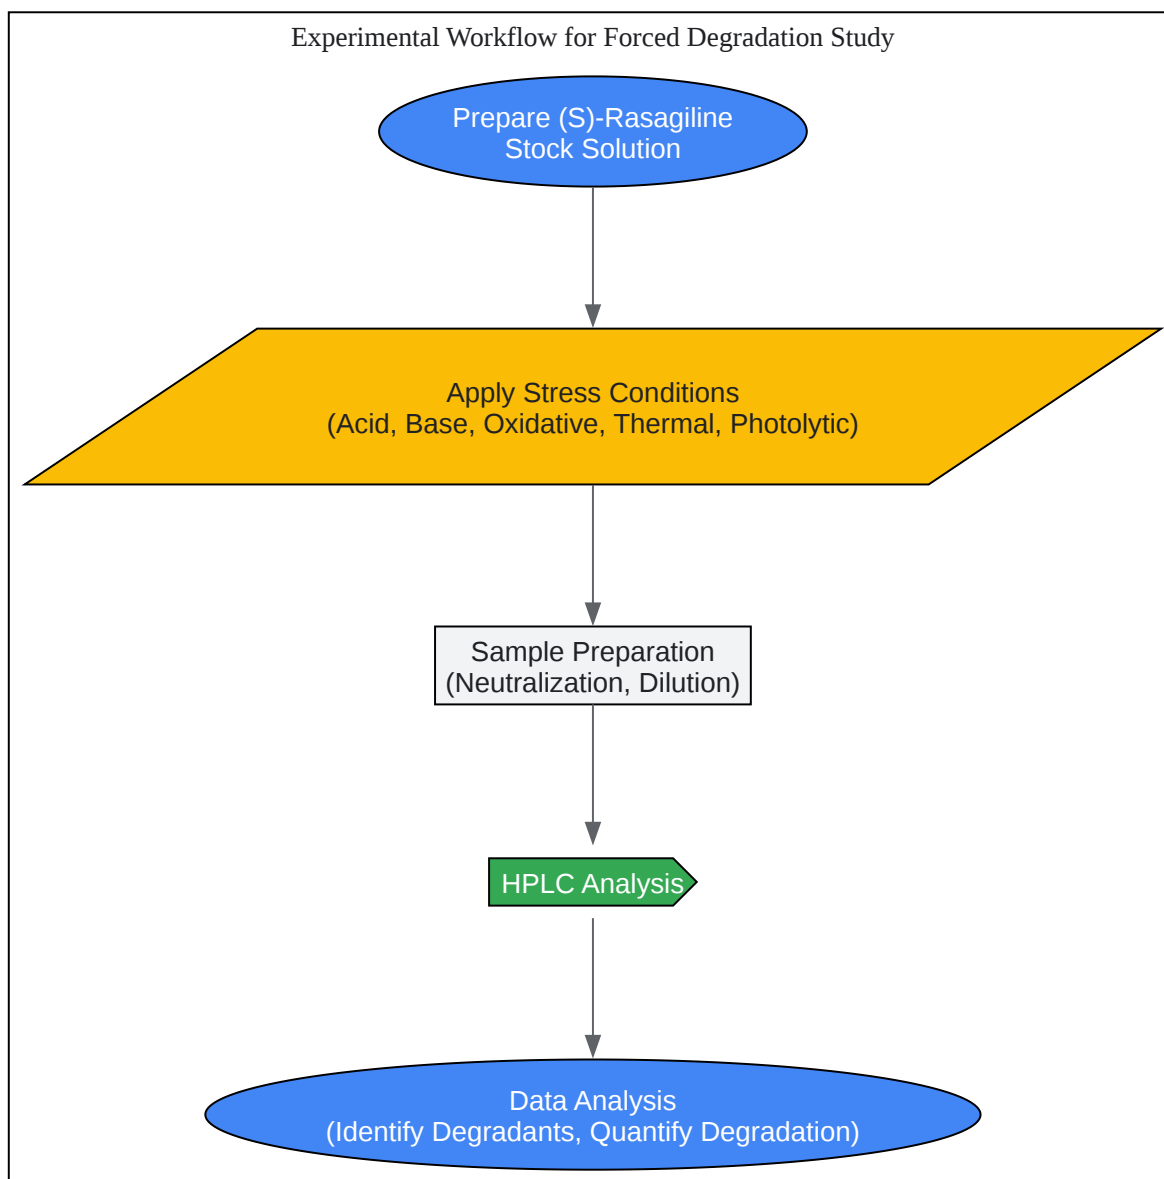 Experimental Workflow for Forced Degradation Study
Prepare (S)-Rasagiline
Stock Solution
Apply Stress Conditions
(Acid, Base, Oxidative, Thermal, Photolytic)
Sample Preparation
(Neutralization, Dilution)
HPLC Analysis
Data Analysis
(Identify Degradants, Quantify Degradation)